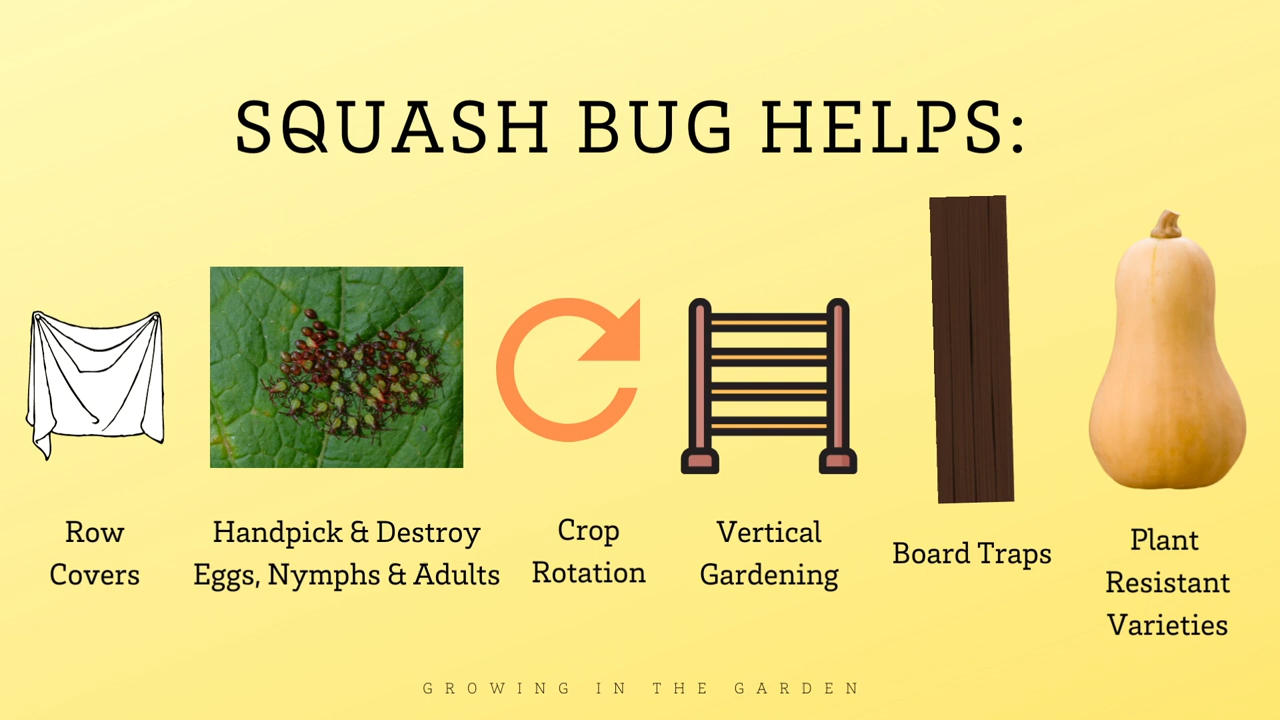 SQUASH BUG HELPS:
Row
Covers
Handpick & Destroy
Eggs, Nymphs & Adults
Crop
Rotation
Vertical
Gardening
Board Traps
Plant
Resistant
Varieties
GROWING IN THE GARDEN